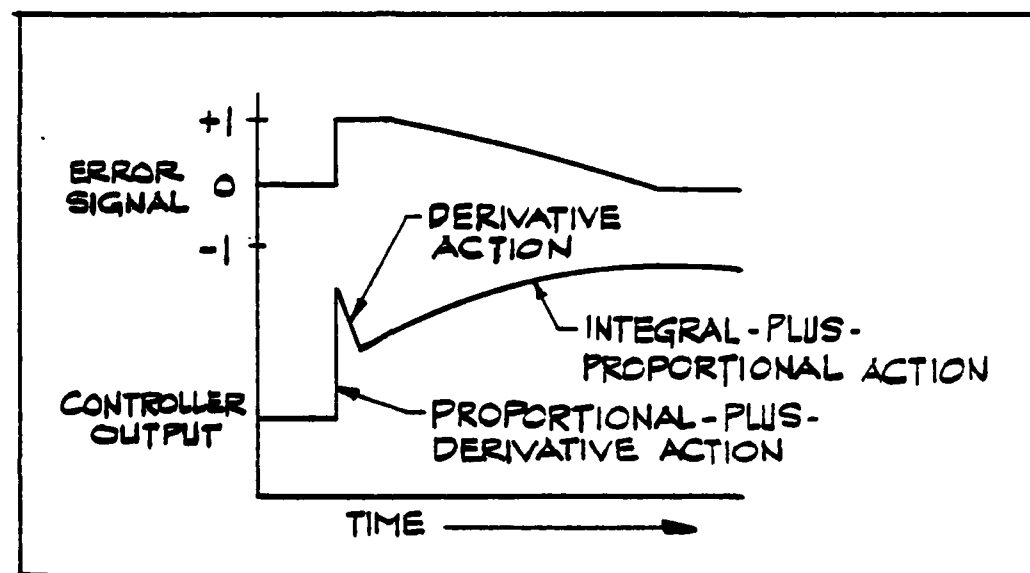 +1
ERROR
SIGNAL
0
-1
DERIVATIVE
ACTION
INTEGRAL-PLUS-
PROPORTIONAL ACTION
CONTROLLER
OUTPUT
PROPORTIONAL-PLUS-
DERIVATIVE ACTION
TIME